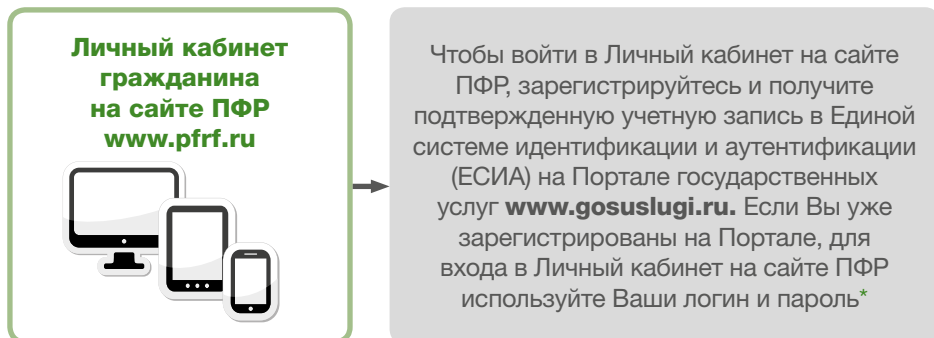 Личный кабинет
гражданина
на сайте ПФР
www.pfrf.ru
Чтобы войти в Личный кабинет на сайте
ПФР, зарегистрируйтесь и получите
подтвержденную учетную запись в Единой
системе идентификации и аутентификации
(ЕСИА) на Портале государственных
услуг www.gosuslugi.ru. Если Вы уже
зарегистрированы на Портале, для
входа в Личный кабинет на сайте ПФР
используйте Ваши логин и пароль*